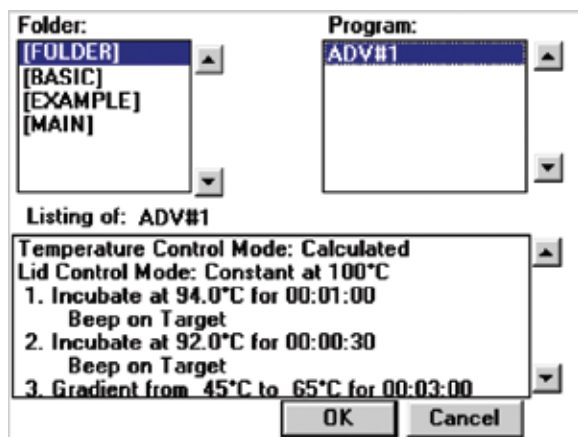 Folder:
Program:
[FOLDER]
[BASIC]
[EXAMPLE]
[MAIN]
ADV#1
Listing of: ADV#1
Temperature Control Mode: Calculated
Lid Control Mode: Constant at 100°C
1. Incubate at 94.0°C for 00:01:00
Beep on Target
2. Incubate at 92.0°C for 00:00:30
Beep on Target
3. Gradient from 45°C to 65°C for 00:03:00
OK
Cancel